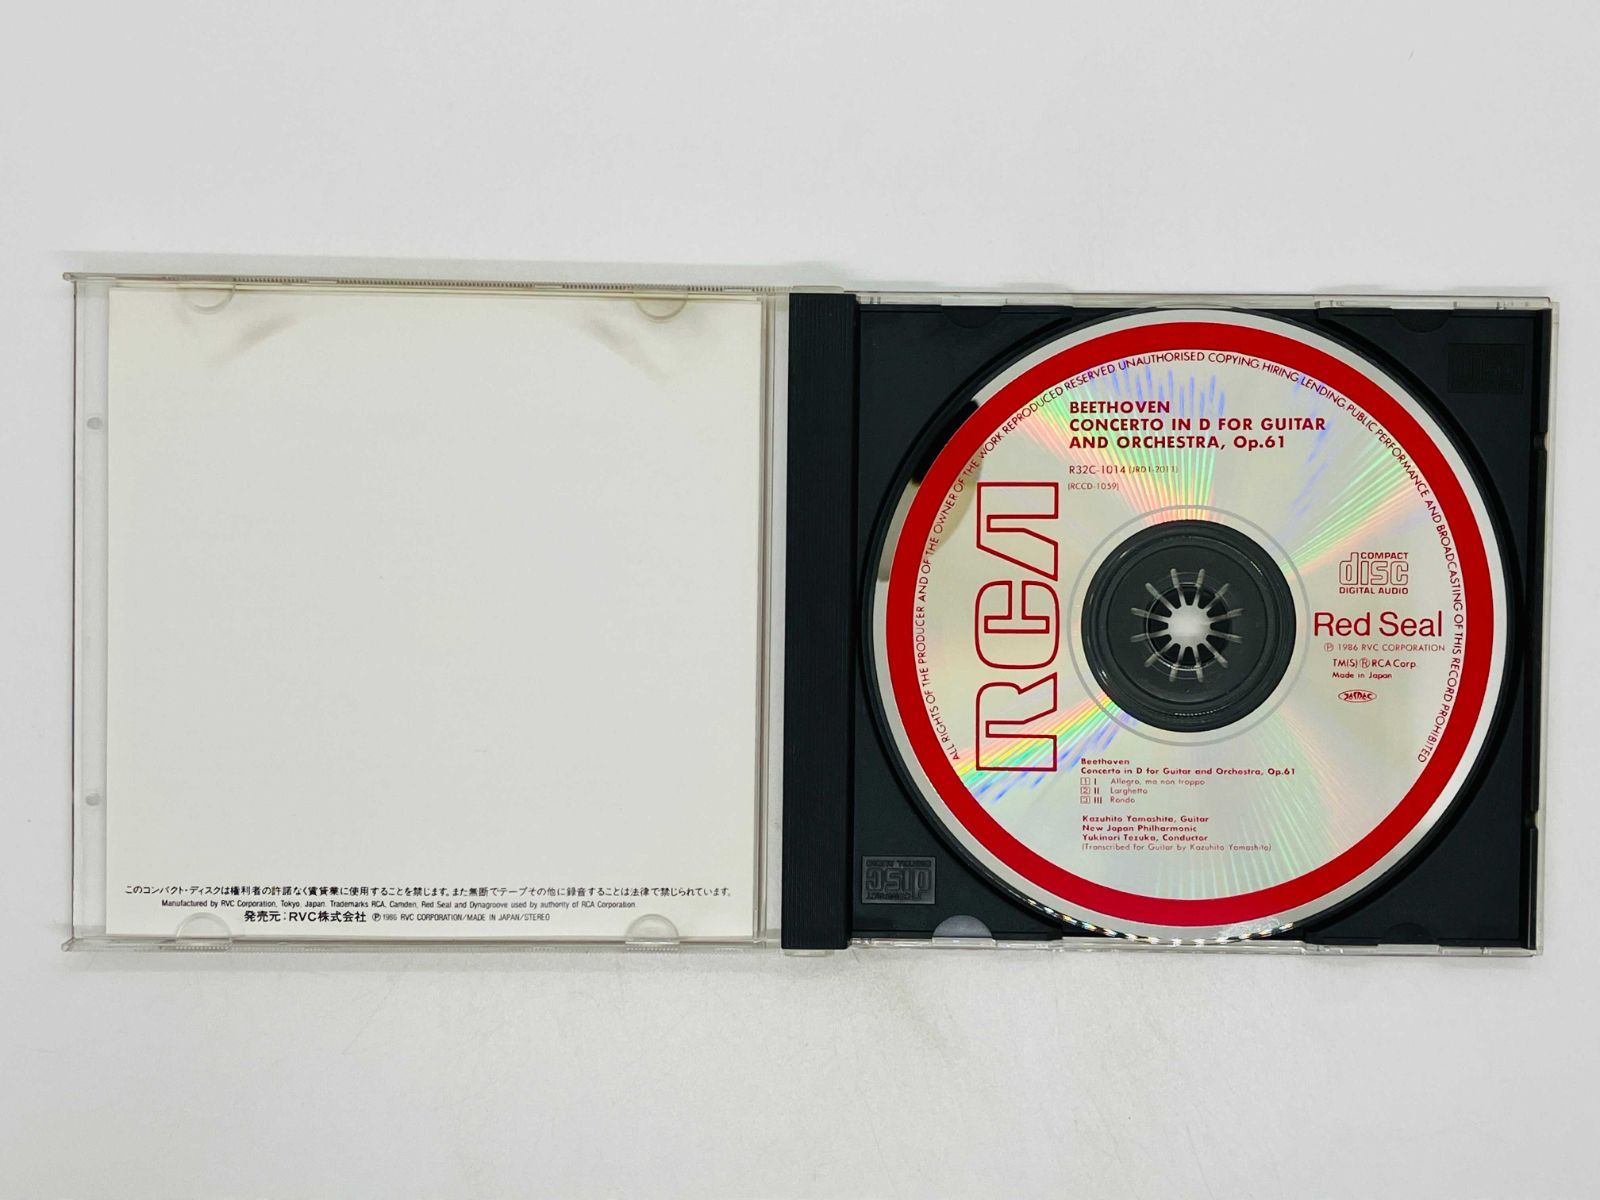 このコンパクト・ディスクは権利者の許諾なく賃貸業に使用することを禁じます。また無断でテープその他に録音することは法律で禁じられています。
Manufactured by RVC Corporation, Tokyo, Japan. Trademarks RCA, Camden, Red Seal and Dynagroove used by authority of RCA Corporation.
発売元:RVC株式会社 Ⓟ1986 RVC CORPORATION/MADE IN JAPAN/STEREO
ALL RIGHTS OF THE PRODUCER AND OF THE OWNER OF THE WORK REPRODUCED RESERVED UNAUTHORISED COPYING HIRING LENDING PUBLIC PERFORMANCE AND BROADCASTING OF THIS RECORD PROHIBITED
BEETHOVEN
CONCERTO IN D FOR GUITAR
AND ORCHESTRA, Op.61
R32C-1014 (JRD1-2011)
(RCCD-1059)
RCA
COMPACT
disc
DIGITAL AUDIO
Red Seal
Ⓟ 1986 RVC CORPORATION
TM(S) Ⓡ RCA Corp.
Made in Japan
JASRAC
Beethoven
Concerto in D for Guitar and Orchestra, Op.61
1 I Allegro, ma non troppo
2 II Larghetto
3 III Rondo
Kazuhito Yamashita, Guitar
New Japan Philharmonic
Yukinori Tezuka, Conductor
(Transcribed for Guitar by Kazuhito Yamashita)
COMPACT
disc
DIGITAL AUDIO
disc